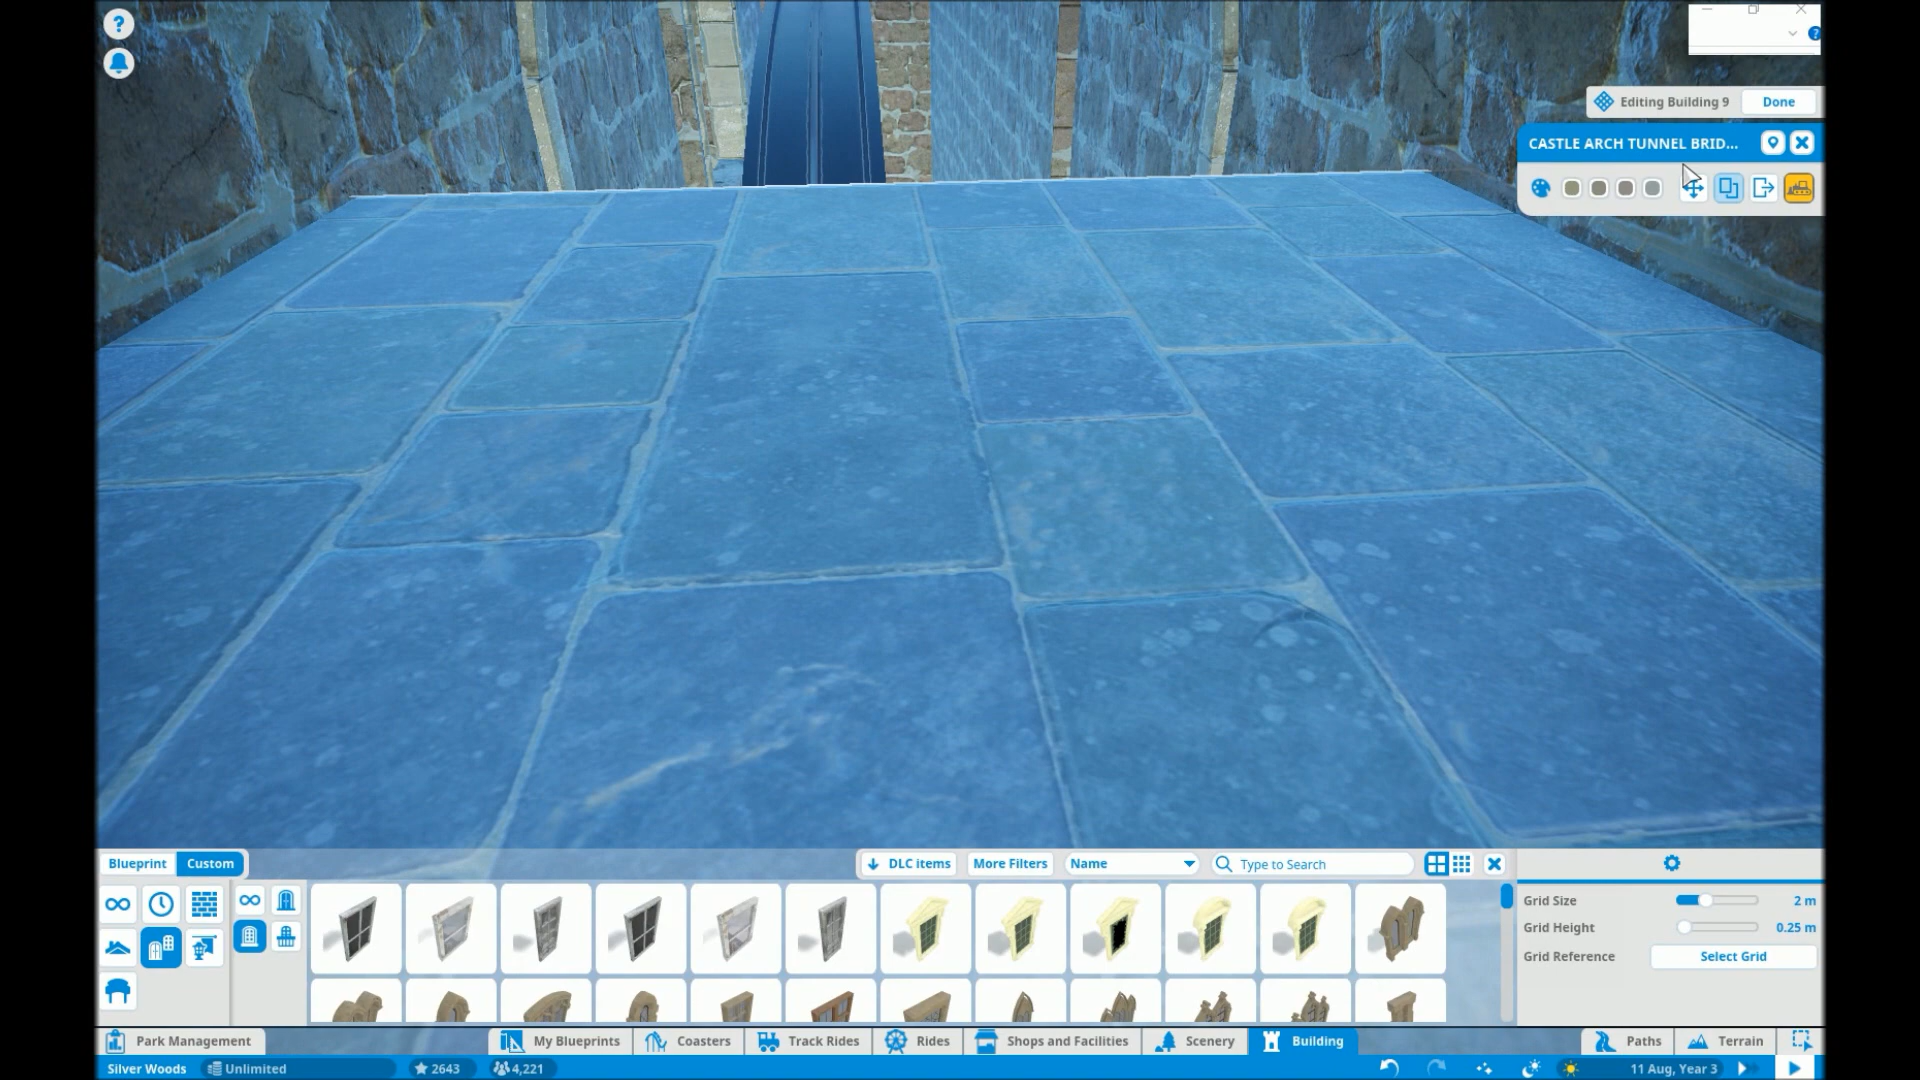 ?
?
Editing Building 9 Done
CASTLE ARCH TUNNEL BRID...
Blueprint Custom
DLC items More Filters Name Type to Search
Grid Size 2 m
Grid Height 0.25 m
Grid Reference Select Grid
Park Management My Blueprints Coasters Track Rides Rides Shops and Facilities Scenery Building Paths Terrain
Silver Woods Unlimited 2643 4,221 11 Aug, Year 3